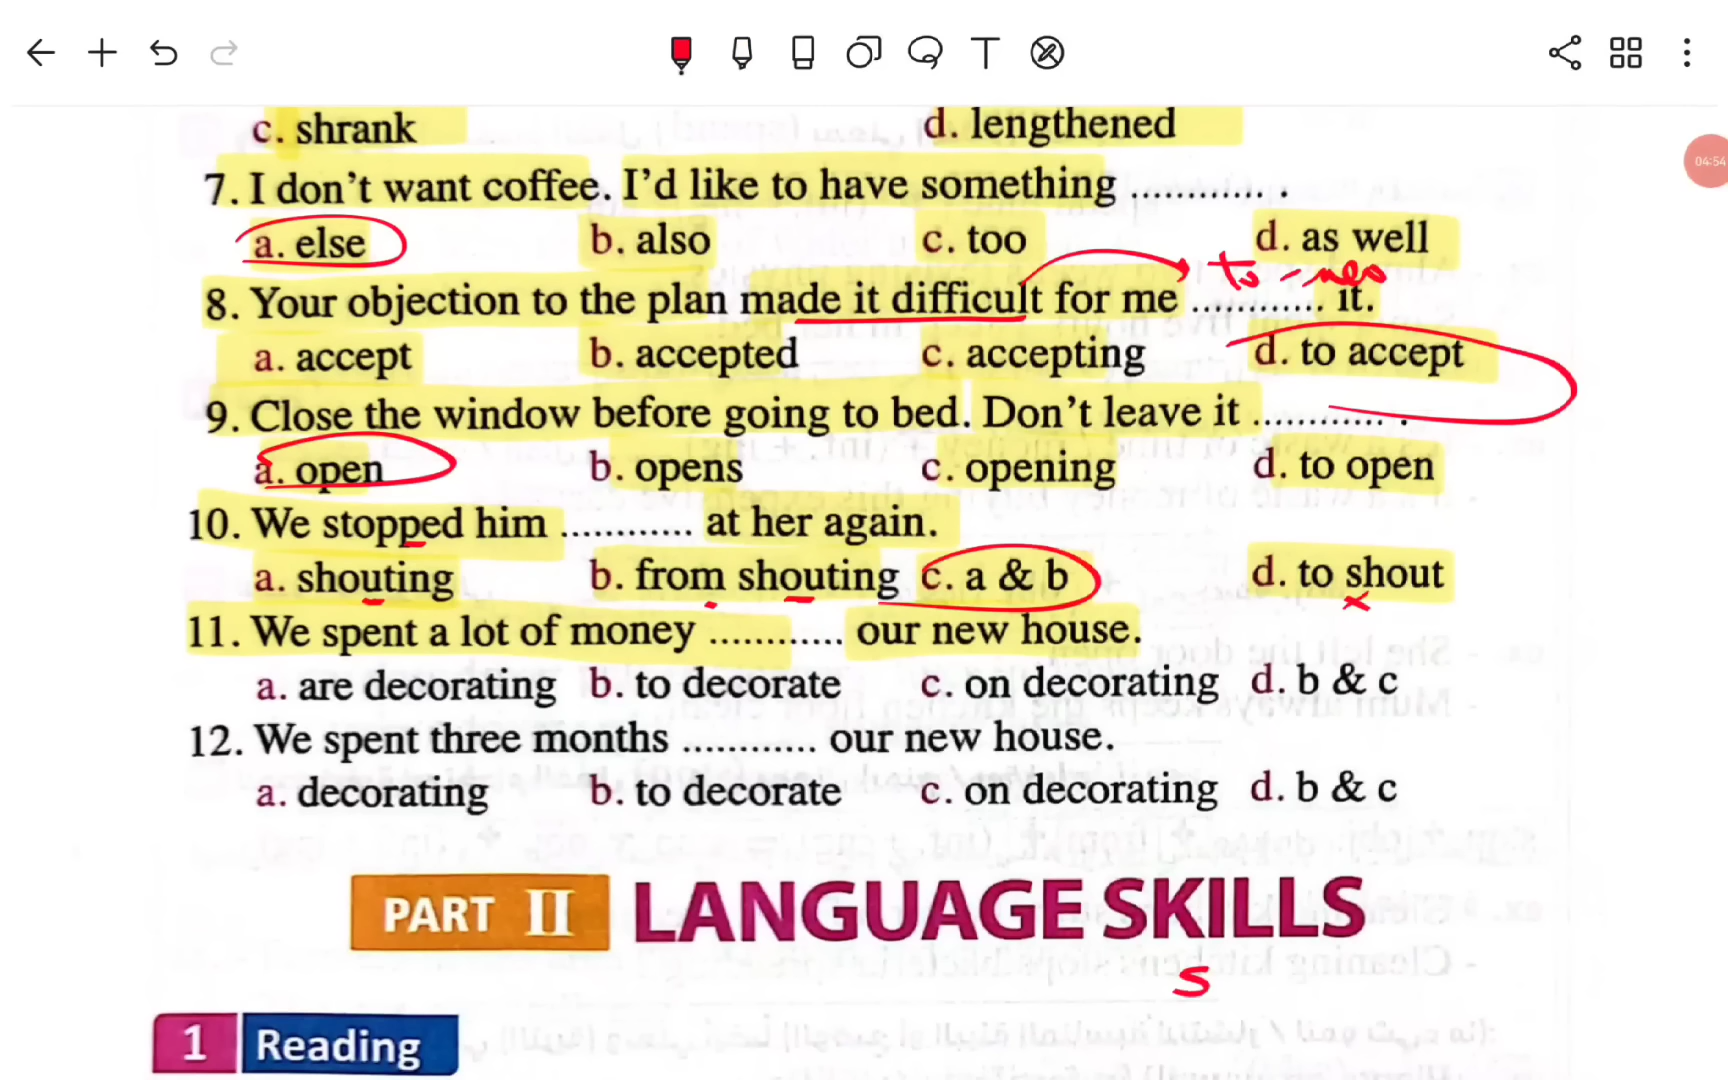 04:54
c. shrank d. lengthened
7. I don't want coffee. I'd like to have something .............. .
a. else b. also c. too d. as well
to
8. Your objection to the plan made it difficult for me ............ it.
a. accept b. accepted c. accepting d. to accept
9. Close the window before going to bed. Don't leave it ............ .
a. open b. opens c. opening d. to open
10. We stopped him ............ at her again.
a. shouting b. from shouting c. a & b d. to shout
11. We spent a lot of money ............ our new house.
a. are decorating b. to decorate c. on decorating d. b & c
12. We spent three months ............ our new house.
a. decorating b. to decorate c. on decorating d. b & c
PART II LANGUAGE SKILLS
S
1 Reading